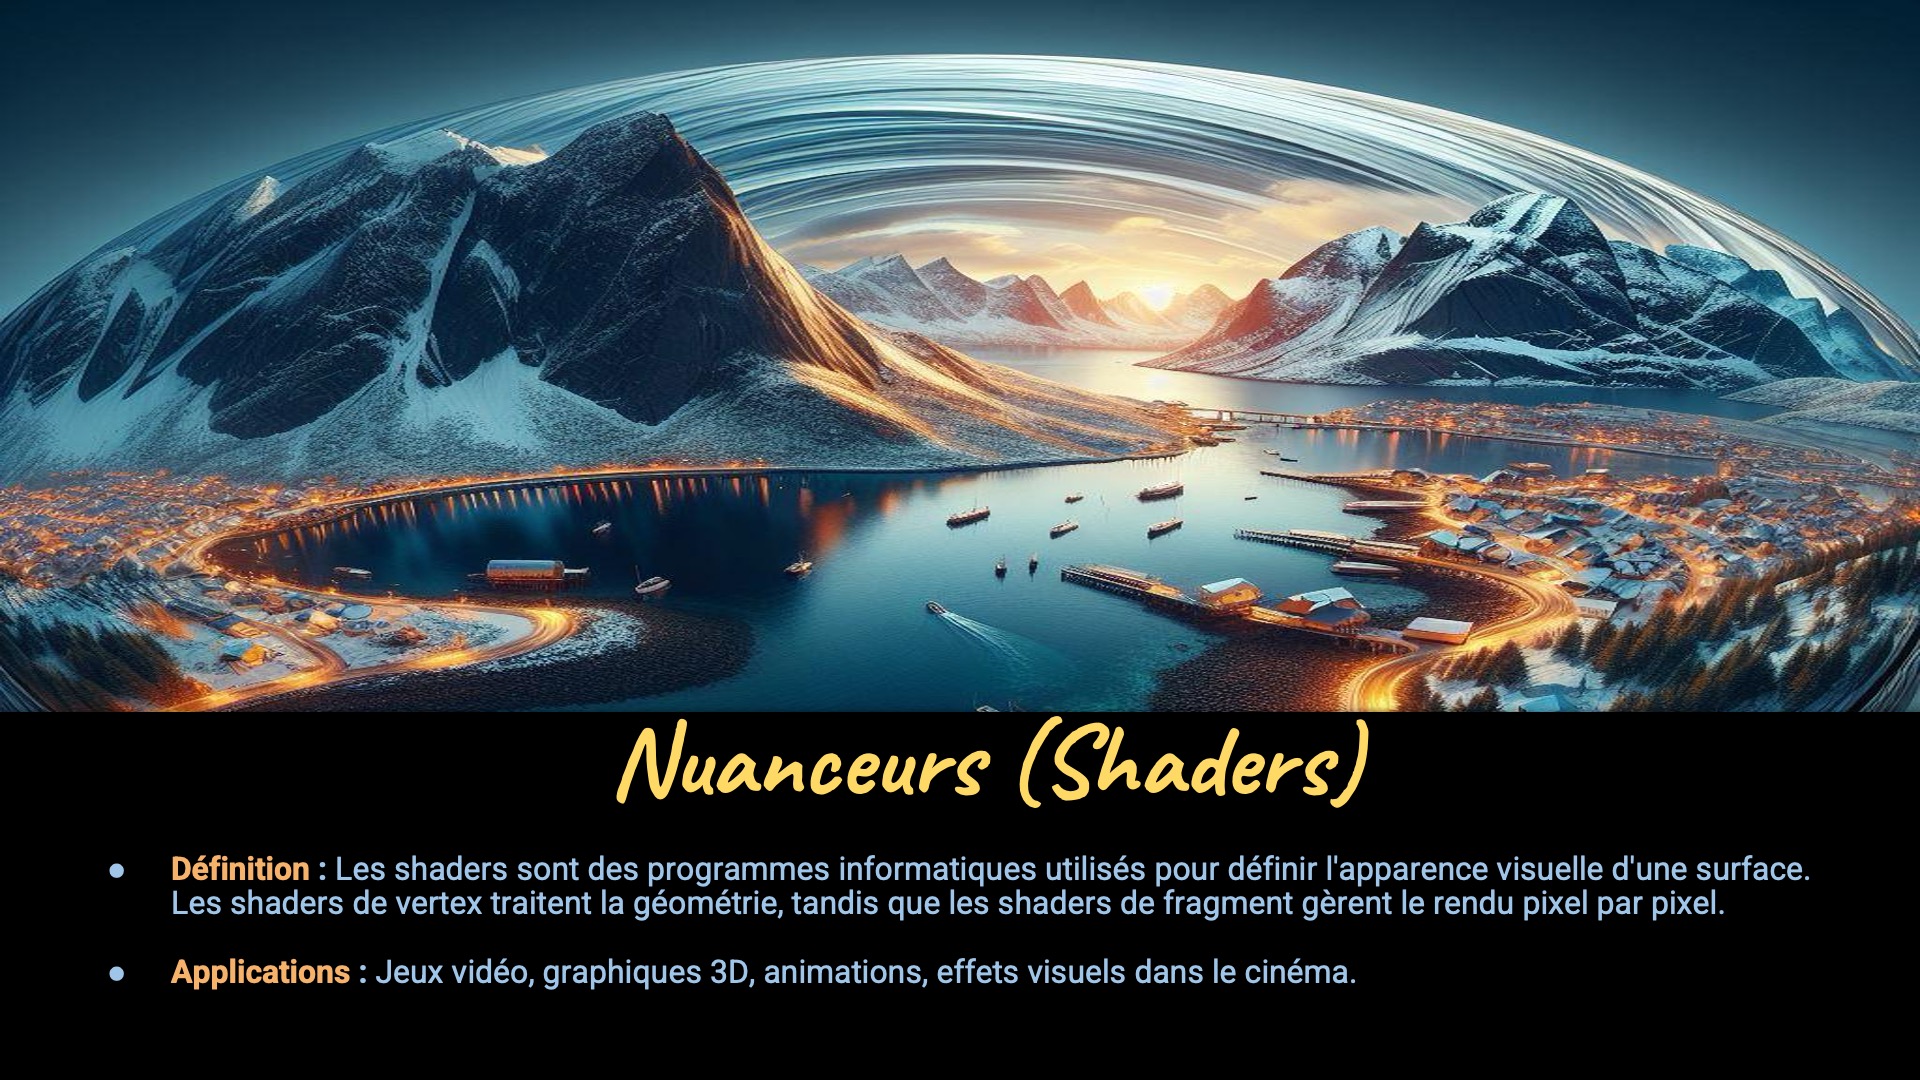 Nuanceurs (Shaders)
● Définition : Les shaders sont des programmes informatiques utilisés pour définir l'apparence visuelle d'une surface.
Les shaders de vertex traitent la géométrie, tandis que les shaders de fragment gèrent le rendu pixel par pixel.
● Applications : Jeux vidéo, graphiques 3D, animations, effets visuels dans le cinéma.